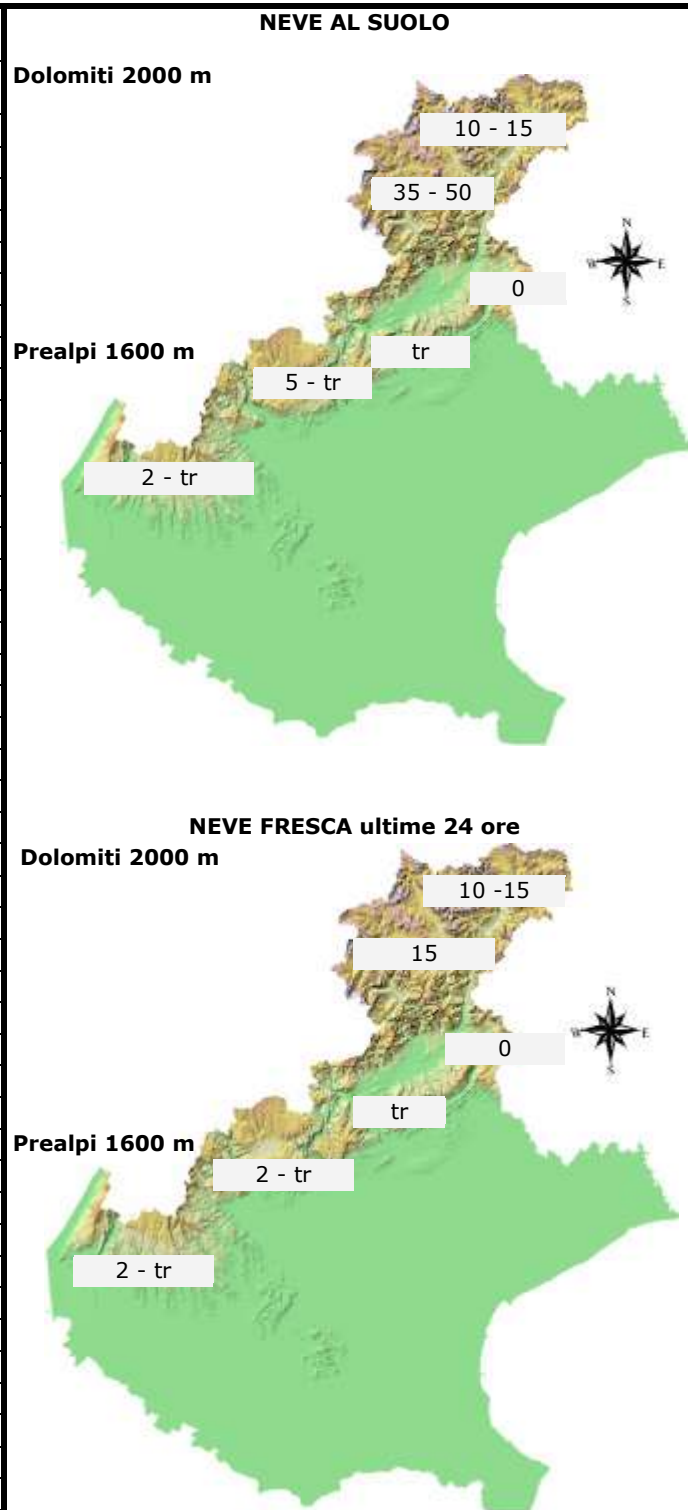 NEVE AL SUOLO
Dolomiti 2000 m
10 - 15
35 - 50
N
W E
S
0
Prealpi 1600 m
tr
5 - tr
2 - tr
NEVE FRESCA ultime 24 ore
Dolomiti 2000 m
10 -15
15
N
W E
S
0
tr
Prealpi 1600 m
2 - tr
2 - tr